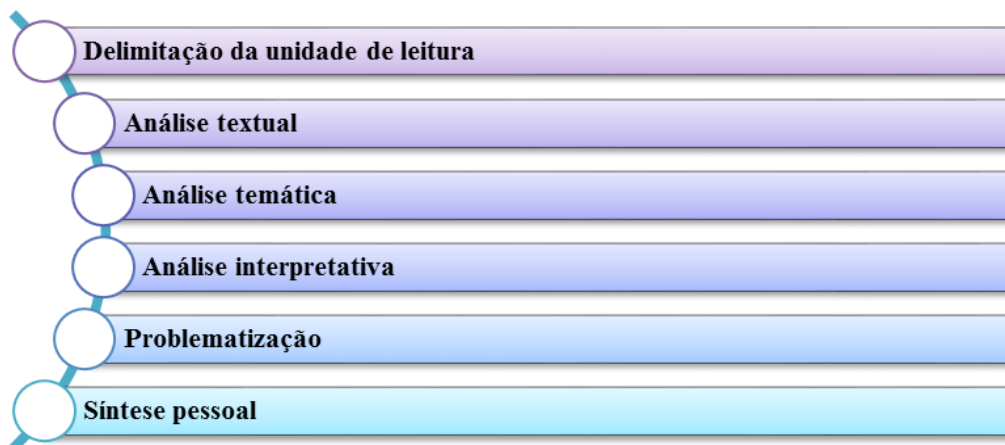 Delimitação da unidade de leitura
Análise textual
Análise temática
Análise interpretativa
Problematização
Síntese pessoal